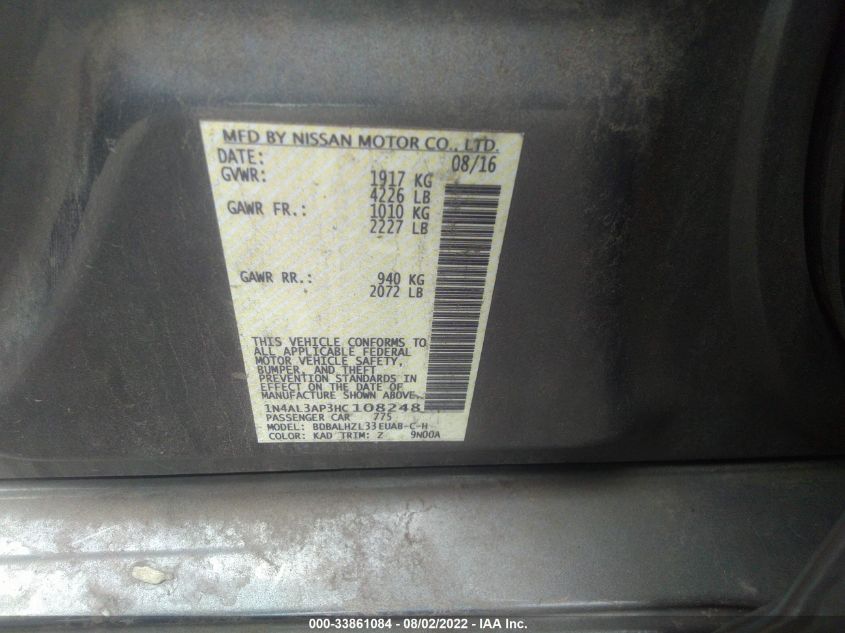 MFD BY NISSAN MOTOR CO., LTD.
DATE: 08/16
GVWR: 1917 KG
4226 LB
GAWR FR.: 1010 KG
2227 LB
GAWR RR.: 940 KG
2072 LB
THIS VEHICLE CONFORMS TO
ALL APPLICABLE FEDERAL
MOTOR VEHICLE SAFETY,
BUMPER, AND THEFT
PREVENTION STANDARDS IN
EFFECT ON THE DATE OF
MANUFACTURE SHOWN ABOVE.
1N4AL3AP3HC108248
PASSENGER CAR 775
MODEL: BDBALHZL33EUAB-C-H
COLOR: KAD TRIM: Z 9N00A
000-33861084 - 08/02/2022 - IAA Inc.